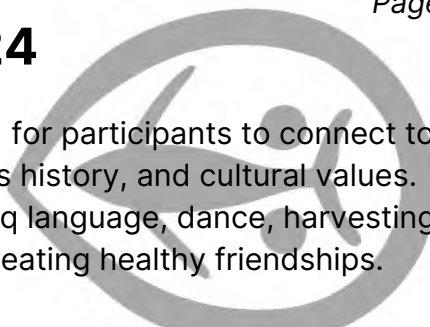 Page
24
for participants to connect to
s history, and cultural values.
q language, dance, harvesting
eating healthy friendships.